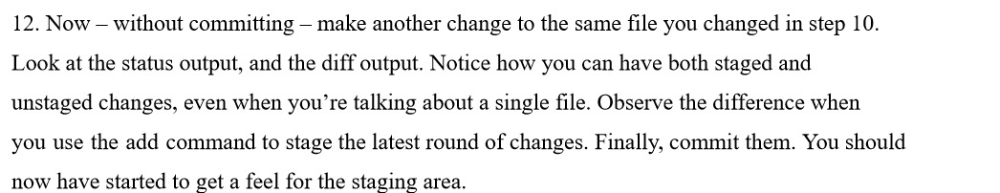 12. Now – without committing – make another change to the same file you changed in step 10.
Look at the status output, and the diff output. Notice how you can have both staged and
unstaged changes, even when you’re talking about a single file. Observe the difference when
you use the add command to stage the latest round of changes. Finally, commit them. You should
now have started to get a feel for the staging area.